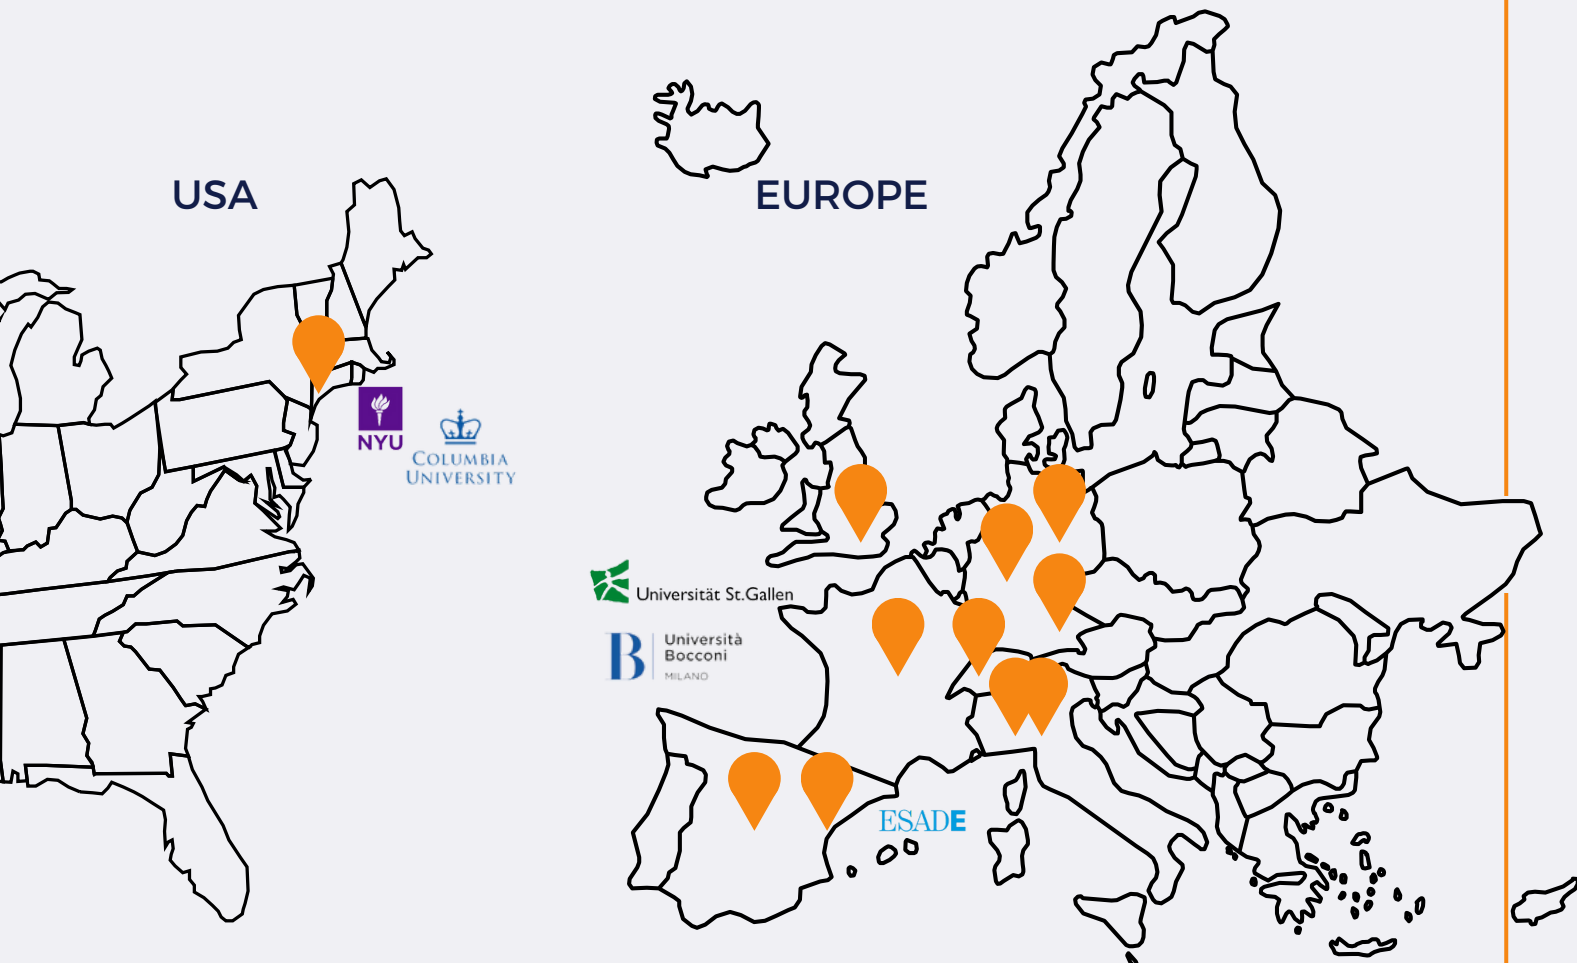 USA
EUROPE
NYU
COLUMBIA
UNIVERSITY
Universität St.Gallen
B
Università
Bocconi
MILANO
ESADE